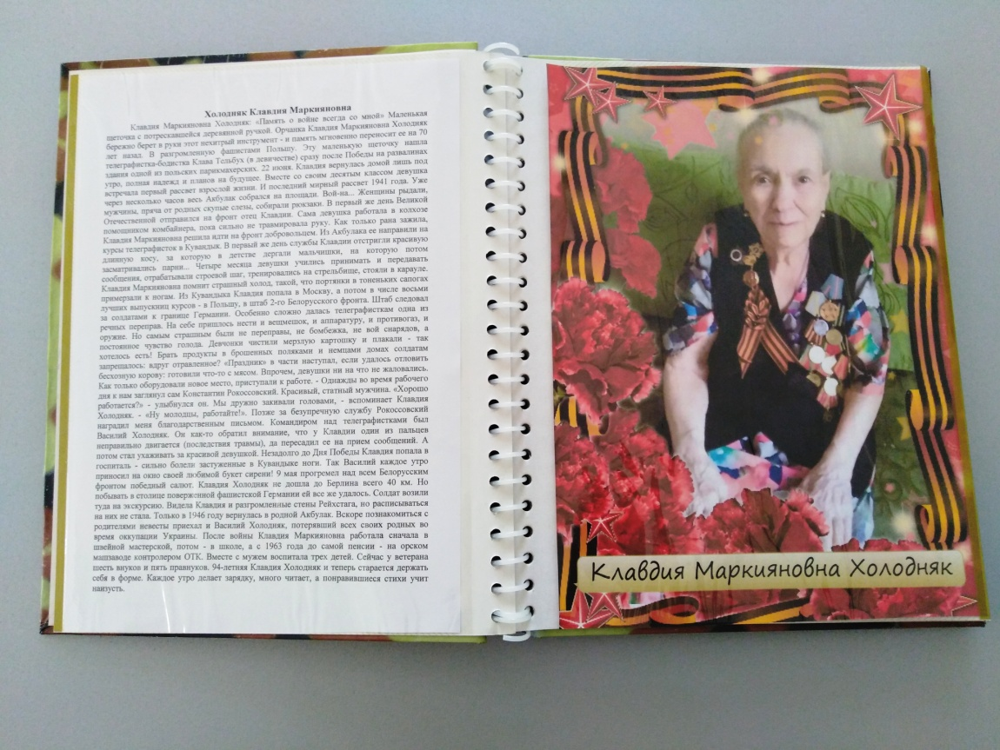 Холодняк Клавдия Маркияновна
Клавдия Маркияновна Холодняк: «Память о войне всегда со мной» Маленькая
щеточка с потрескавшейся деревянной ручкой. Орчанка Клавдия Маркияновна Холодняк
бережно берет в руки этот нехитрый инструмент - и память мгновенно переносит ее на 70
лет назад. В разгромленную фашистами Польшу. Эту маленькую щеточку нашла
телеграфистка-бодистка Клава Тельбух (в девичестве) сразу после Победы на развалинах
здания одной из польских парикмахерских. 22 июня. Клавдия вернулась домой лишь под
утро, полная надежд и планов на будущее. Вместе со своим десятым классом девушка
встречала первый рассвет взрослой жизни. И последний мирный рассвет 1941 года. Уже
через несколько часов весь Акбулак собрался на площади. Вой-на... Женщины рыдали,
мужчины, пряча от родных скупые слезы, собирали рюкзаки. В первый же день Великой
Отечественной отправился на фронт отец Клавдии. Сама девушка работала в колхозе
помощником комбайнера, пока сильно не травмировала руку. Как только рана зажила,
Клавдия Маркияновна решила идти на фронт добровольцем. Из Акбулака ее направили на
курсы телеграфисток в Кувандык. В первый же день службы Клавдии отстригли красивую
длинную косу, за которую в детстве дергали мальчишки, на которую потом
засматривались парни... Четыре месяца девушки учились принимать и передавать
сообщения, отрабатывали строевой шаг, тренировались на стрельбище, стояли в карауле.
Клавдия Маркияновна помнит страшный холод, такой, что портянки в тоненьких сапогах
примерзали к ногам. Из Кувандыка Клавдия попала в Москву, а потом в числе восьми
лучших выпускниц курсов - в Польшу, в штаб 2-го Белорусского фронта. Штаб следовал
за солдатами к границе Германии. Особенно сложно далась телеграфисткам одна из
речных переправ. На себе пришлось нести и вещмешок, и аппаратуру, и противогаз, и
оружие. Но самым страшным были не переправы, не бомбежка, не вой снарядов, а
постоянное чувство голода. Девчонки чистили мерзлую картошку и плакали - так
хотелось есть! Брать продукты в брошенных поляками и немцами домах солдатам
запрещалось: вдруг отравленное? «Праздник» в части наступал, если удалось отловить
бесхозную корову: готовили что-то с мясом. Впрочем, девушки ни на что не жаловались.
Как только оборудовали новое место, приступали к работе. - Однажды во время рабочего
дня к нам заглянул сам Константин Рокоссовский. Красивый, статный мужчина. «Хорошо
работается?» - улыбнулся он. Мы дружно закивали головами, - вспоминает Клавдия
Холодняк. - «Ну молодцы, работайте!». Позже за безупречную службу Рокоссовский
наградил меня благодарственным письмом. Командиром над телеграфистками был
Василий Холодняк. Он как-то обратил внимание, что у Клавдии один из пальцев
неправильно двигается (последствия травмы), да пересадил ее на прием сообщений. А
потом стал ухаживать за красивой девушкой. Незадолго до Дня Победы Клавдия попала в
госпиталь - сильно болели застуженные в Кувандыке ноги. Так Василий каждое утро
приносил на окно своей любимой букет сирени! 9 мая прогремел над всем Белорусским
фронтом победный салют. Клавдия Холодняк не дошла до Берлина всего 40 км. Но
побывать в столице поверженной фашистской Германии ей все же удалось. Солдат возили
туда на экскурсию. Видела Клавдия и разгромленные стены Рейхстага, но расписываться
на них не стала. Только в 1946 году вернулась в родной Акбулак. Вскоре познакомиться с
родителями невесты приехал и Василий Холодняк, потерявший всех своих родных во
время оккупации Украины. После войны Клавдия Маркияновна работала сначала в
швейной мастерской, потом - в школе, а с 1963 года до самой пенсии - на орском
машзаводе контролером ОТК. Вместе с мужем воспитала трех детей. Сейчас у ветерана
шесть внуков и пять правнуков. 94-летняя Клавдия Холодняк и теперь старается держать
себя в форме. Каждое утро делает зарядку, много читает, а понравившиеся стихи учит
наизусть.
Клавдия Маркияновна Холодняк